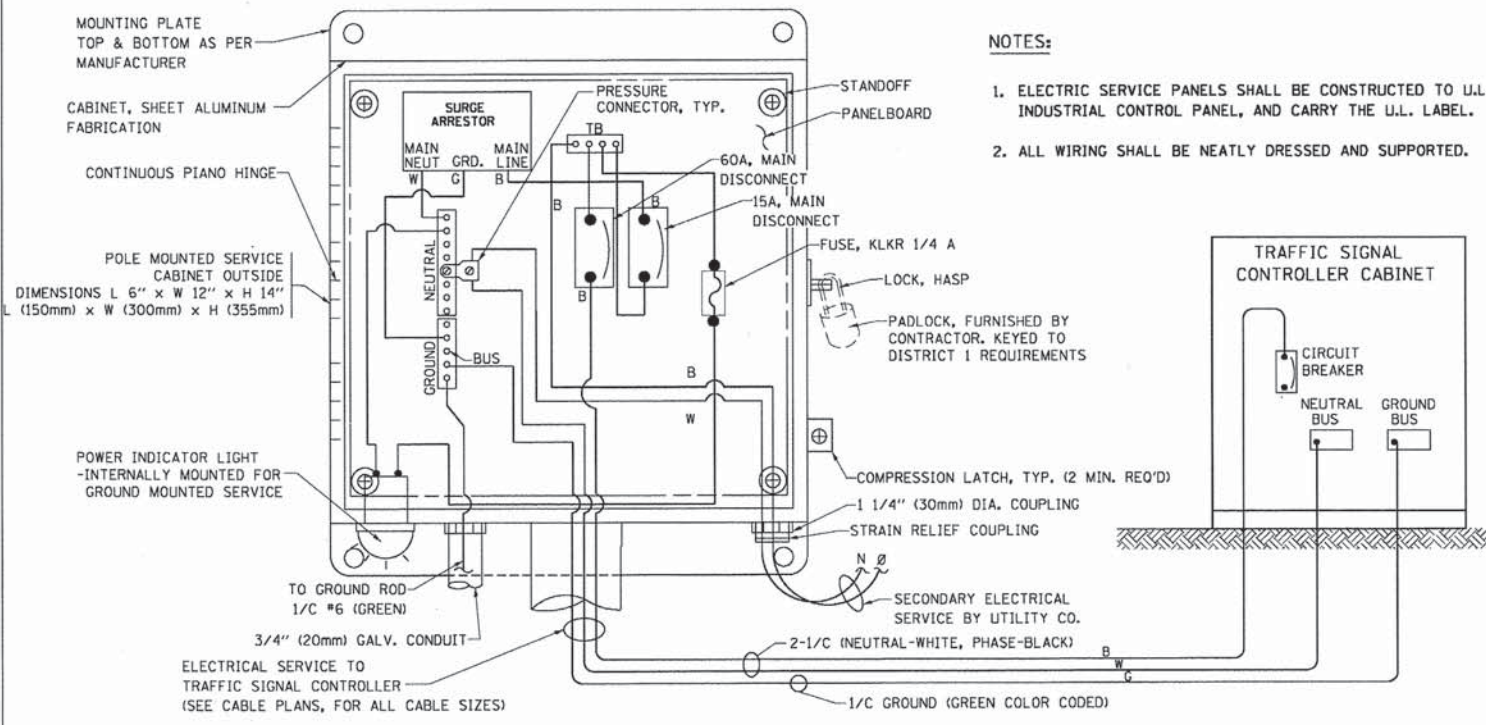 MOUNTING PLATE
TOP & BOTTOM AS PER
MANUFACTURER
CABINET, SHEET ALUMINUM
FABRICATION
CONTINUOUS PIANO HINGE
POLE MOUNTED SERVICE
CABINET OUTSIDE
DIMENSIONS L 6" x W 12" x H 14"
L (150mm) x W (300mm) x H (355mm)
POWER INDICATOR LIGHT
-INTERNALLY MOUNTED FOR
GROUND MOUNTED SERVICE
SURGE
ARRESTOR
MAIN
NEUT
GRD.
MAIN
LINE
W
G
B
PRESSURE
CONNECTOR, TYP.
TB
60A, MAIN
DISCONNECT
15A, MAIN
DISCONNECT
B
B
B
NEUTRAL
GROUND
BUS
FUSE, KLKR 1/4 A
B
W
STANDOFF
PANELBOARD
LOCK, HASP
PADLOCK, FURNISHED BY
CONTRACTOR. KEYED TO
DISTRICT 1 REQUIREMENTS
COMPRESSION LATCH, TYP. (2 MIN. REQ'D)
1 1/4" (30mm) DIA. COUPLING
STRAIN RELIEF COUPLING
N Ø
SECONDARY ELECTRICAL
SERVICE BY UTILITY CO.
TO GROUND ROD
1/C #6 (GREEN)
3/4" (20mm) GALV. CONDUIT
ELECTRICAL SERVICE TO
TRAFFIC SIGNAL CONTROLLER
(SEE CABLE PLANS, FOR ALL CABLE SIZES)
2-1/C (NEUTRAL-WHITE, PHASE-BLACK)
B
W
G
1/C GROUND (GREEN COLOR CODED)
NOTES:
1. ELECTRIC SERVICE PANELS SHALL BE CONSTRUCTED TO U.L
INDUSTRIAL CONTROL PANEL, AND CARRY THE U.L. LABEL.
2. ALL WIRING SHALL BE NEATLY DRESSED AND SUPPORTED.
TRAFFIC SIGNAL
CONTROLLER CABINET
CIRCUIT
BREAKER
NEUTRAL
BUS
GROUND
BUS